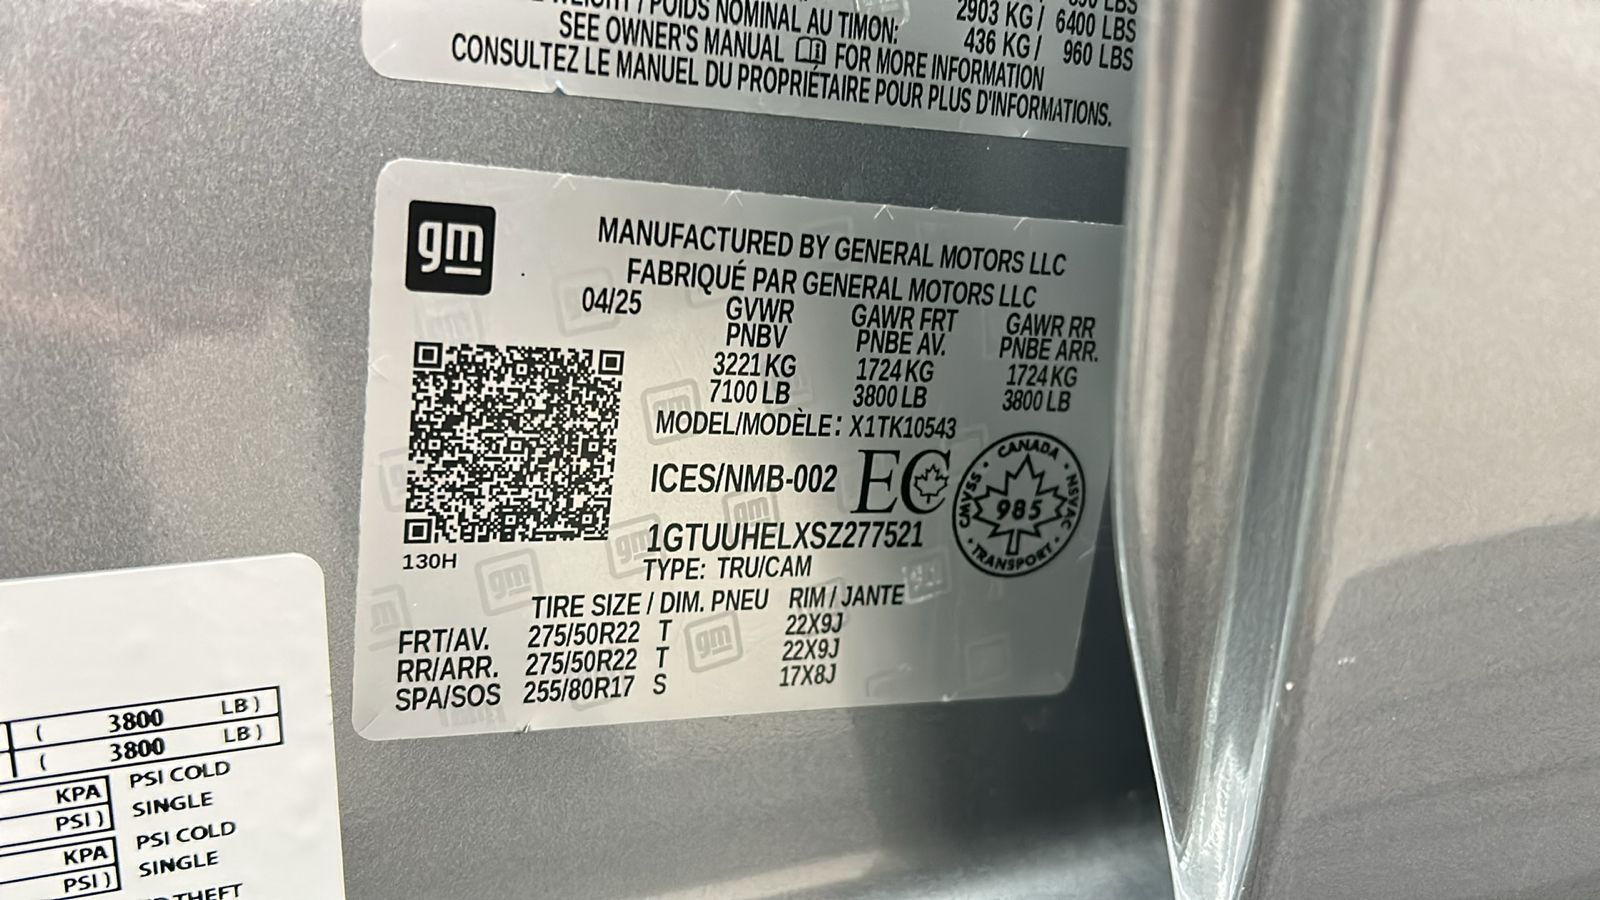 2903 KG / 6400 LBS
WEIGHT / POIDS NOMINAL AU TIMON: 436 KG / 960 LBS
SEE OWNER'S MANUAL FOR MORE INFORMATION
CONSULTEZ LE MANUEL DU PROPRIÉTAIRE POUR PLUS D'INFORMATIONS.
gm
MANUFACTURED BY GENERAL MOTORS LLC
FABRIQUÉ PAR GENERAL MOTORS LLC
04/25 GVWR GAWR FRT GAWR RR
PNBV PNBE AV. PNBE ARR.
3221 KG 1724 KG 1724 KG
7100 LB 3800 LB 3800 LB
MODEL/MODÈLE: X1TK10543
ICES/NMB-002 EC
CANADA
CMVSS 985 NSVAC
TRANSPORT
1GTUUHELXSZ277521
130H
TYPE: TRU/CAM
TIRE SIZE / DIM. PNEU RIM / JANTE
FRT/AV. 275/50R22 T 22X9J
RR/ARR. 275/50R22 T 22X9J
SPA/SOS 255/80R17 S 17X8J
( 3800 LB )
( 3800 LB )
KPA PSI COLD
PSI ) SINGLE
KPA PSI COLD
PSI ) SINGLE
THEFT